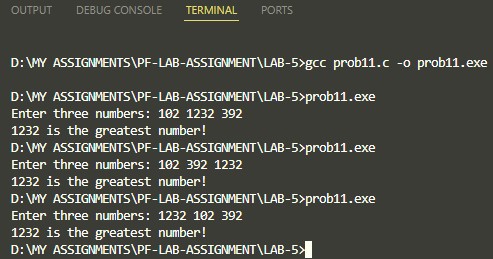 OUTPUT DEBUG CONSOLE TERMINAL PORTS
D:\MY ASSIGNMENTS\PF-LAB-ASSIGNMENT\LAB-5>gcc prob11.c -o prob11.exe
D:\MY ASSIGNMENTS\PF-LAB-ASSIGNMENT\LAB-5>prob11.exe
Enter three numbers: 102 1232 392
1232 is the greatest number!
D:\MY ASSIGNMENTS\PF-LAB-ASSIGNMENT\LAB-5>prob11.exe
Enter three numbers: 102 392 1232
1232 is the greatest number!
D:\MY ASSIGNMENTS\PF-LAB-ASSIGNMENT\LAB-5>prob11.exe
Enter three numbers: 1232 102 392
1232 is the greatest number!
D:\MY ASSIGNMENTS\PF-LAB-ASSIGNMENT\LAB-5>